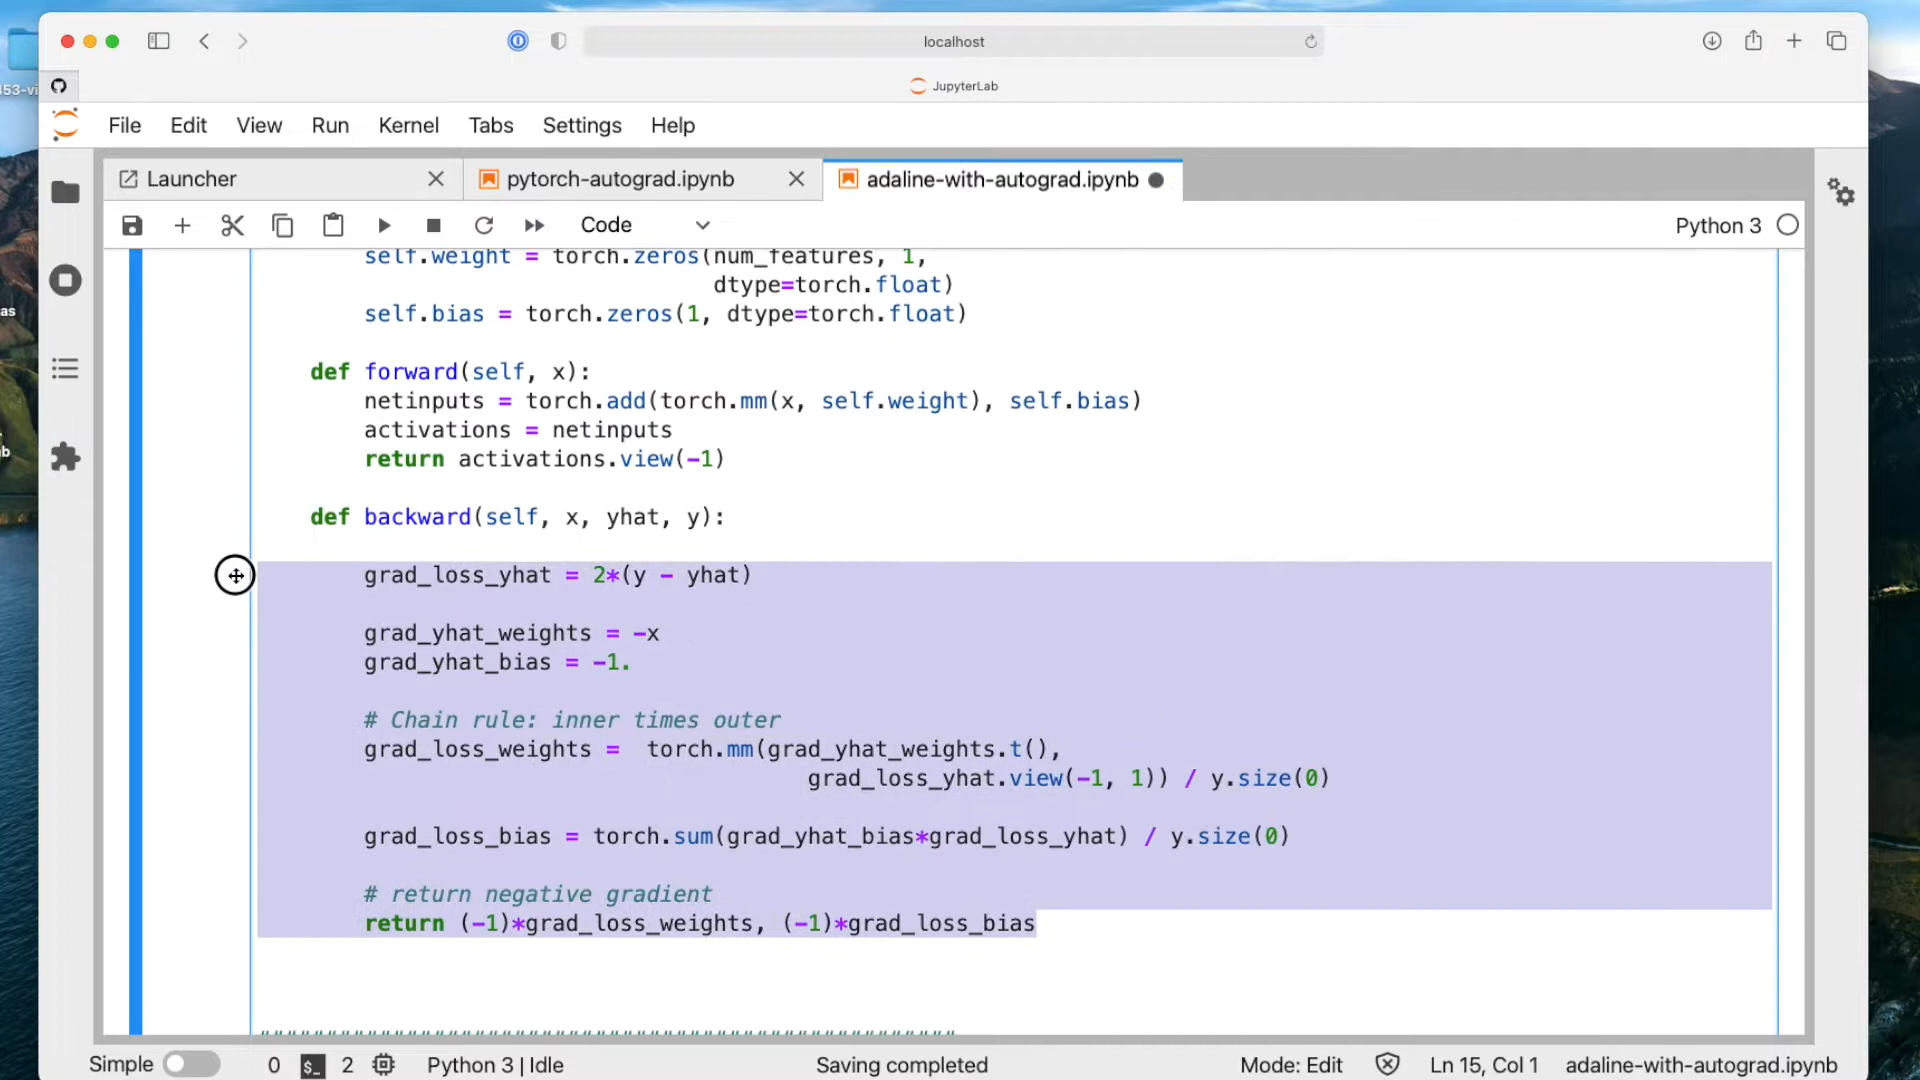 localhost
JupyterLab
File Edit View Run Kernel Tabs Settings Help
Launcher pytorch-autograd.ipynb adaline-with-autograd.ipynb
Code Python 3
self.weight = torch.zeros(num_features, 1,
dtype=torch.float)
self.bias = torch.zeros(1, dtype=torch.float)
def forward(self, x):
netinputs = torch.add(torch.mm(x, self.weight), self.bias)
activations = netinputs
return activations.view(-1)
def backward(self, x, yhat, y):
grad_loss_yhat = 2*(y - yhat)
grad_yhat_weights = -x
grad_yhat_bias = -1.
# Chain rule: inner times outer
grad_loss_weights = torch.mm(grad_yhat_weights.t(),
grad_loss_yhat.view(-1, 1)) / y.size(0)
grad_loss_bias = torch.sum(grad_yhat_bias*grad_loss_yhat) / y.size(0)
# return negative gradient
return (-1)*grad_loss_weights, (-1)*grad_loss_bias
Simple 0 $_ 2 Python 3 | Idle Saving completed Mode: Edit Ln 15, Col 1 adaline-with-autograd.ipynb